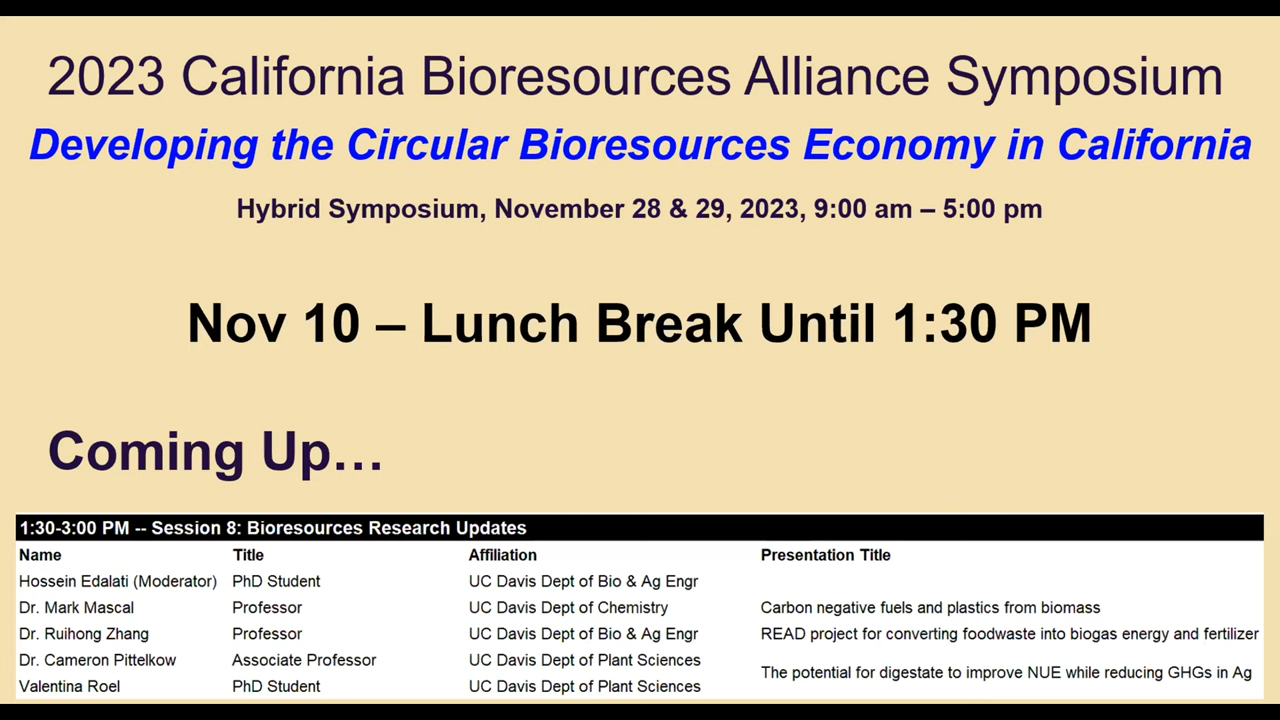 2023 California Bioresources Alliance Symposium
Developing the Circular Bioresources Economy in California
Hybrid Symposium, November 28 & 29, 2023, 9:00 am – 5:00 pm
Nov 10 – Lunch Break Until 1:30 PM
Coming Up…
1:30-3:00 PM -- Session 8: Bioresources Research Updates
Name Title Affiliation Presentation Title
Hossein Edalati (Moderator) PhD Student UC Davis Dept of Bio & Ag Engr
Dr. Mark Mascal Professor UC Davis Dept of Chemistry Carbon negative fuels and plastics from biomass
Dr. Ruihong Zhang Professor UC Davis Dept of Bio & Ag Engr READ project for converting foodwaste into biogas energy and fertilizer
Dr. Cameron Pittelkow Associate Professor UC Davis Dept of Plant Sciences
The potential for digestate to improve NUE while reducing GHGs in Ag
Valentina Roel PhD Student UC Davis Dept of Plant Sciences